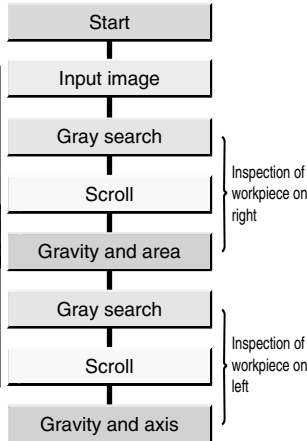 Start
Input image
Gray search
Scroll
Gravity and area
Inspection of
workpiece on
right
Gray search
Scroll
Gravity and axis
Inspection of
workpiece on
left